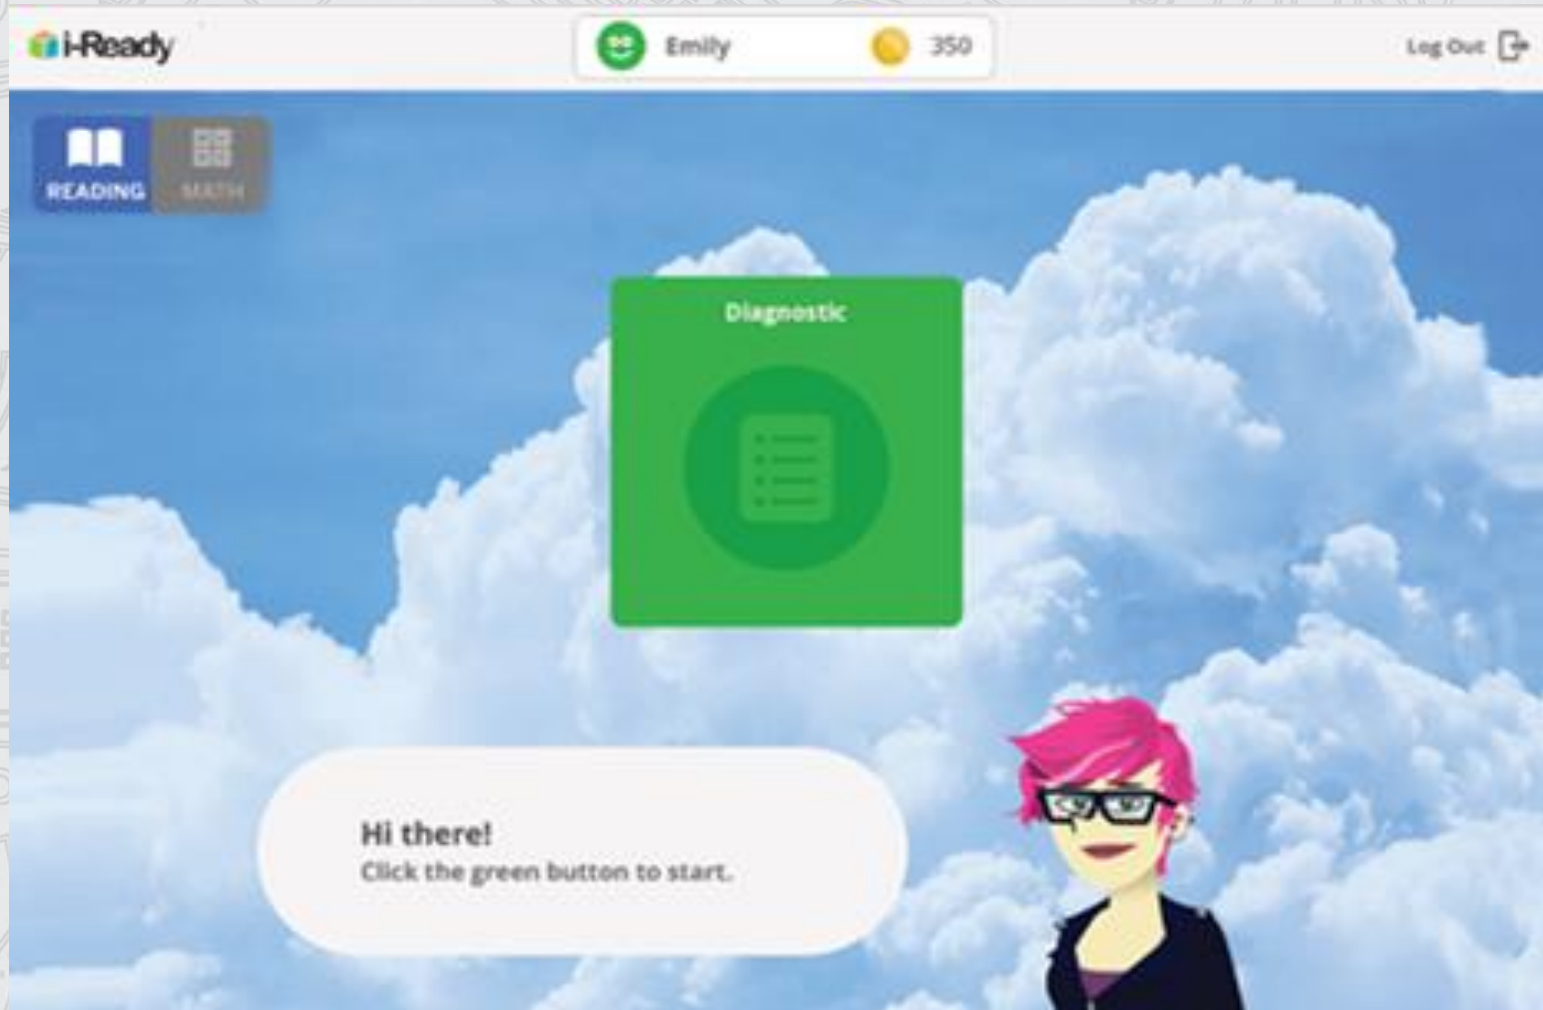 i-Ready
Emily
350
Log Out
READING
MATH
Diagnostic
Hi there!
Click the green button to start.